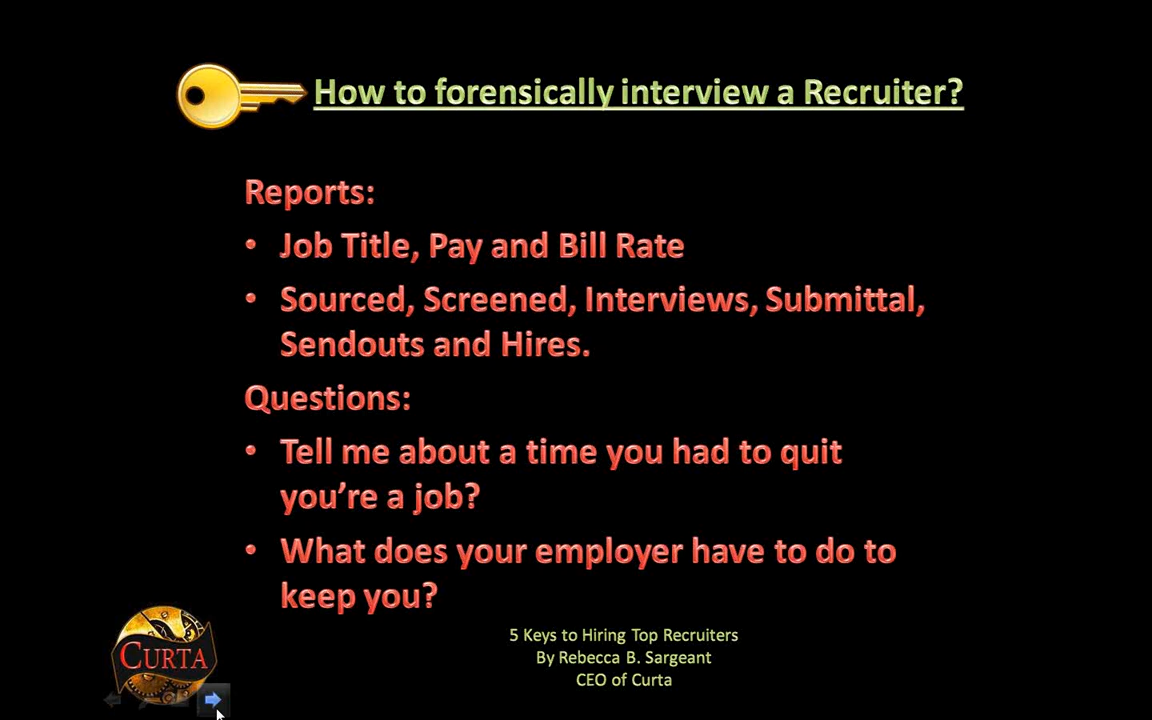 How to forensically interview a Recruiter?
Reports:
• Job Title, Pay and Bill Rate
• Sourced, Screened, Interviews, Submittal,
Sendouts and Hires.
Questions:
• Tell me about a time you had to quit
you’re a job?
• What does your employer have to do to
keep you?
CURTA
5 Keys to Hiring Top Recruiters
By Rebecca B. Sargeant
CEO of Curta